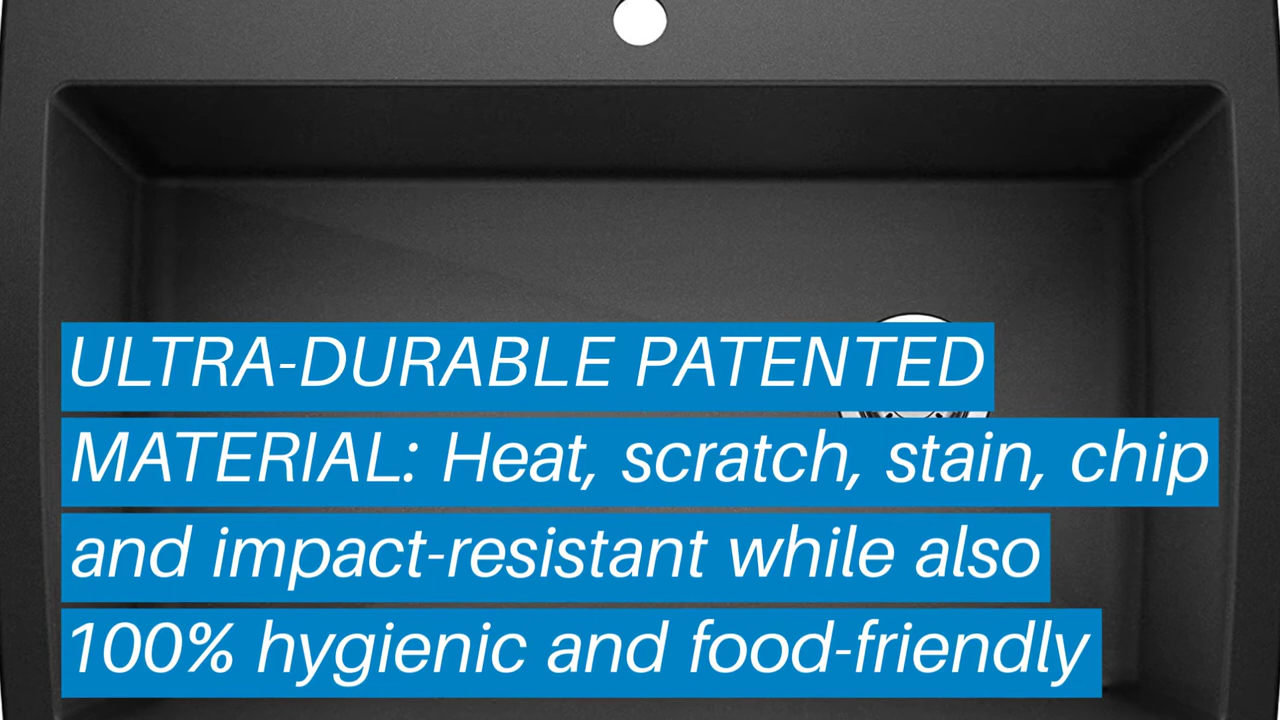 ULTRA-DURABLE PATENTED
MATERIAL: Heat, scratch, stain, chip
and impact-resistant while also
100% hygienic and food-friendly